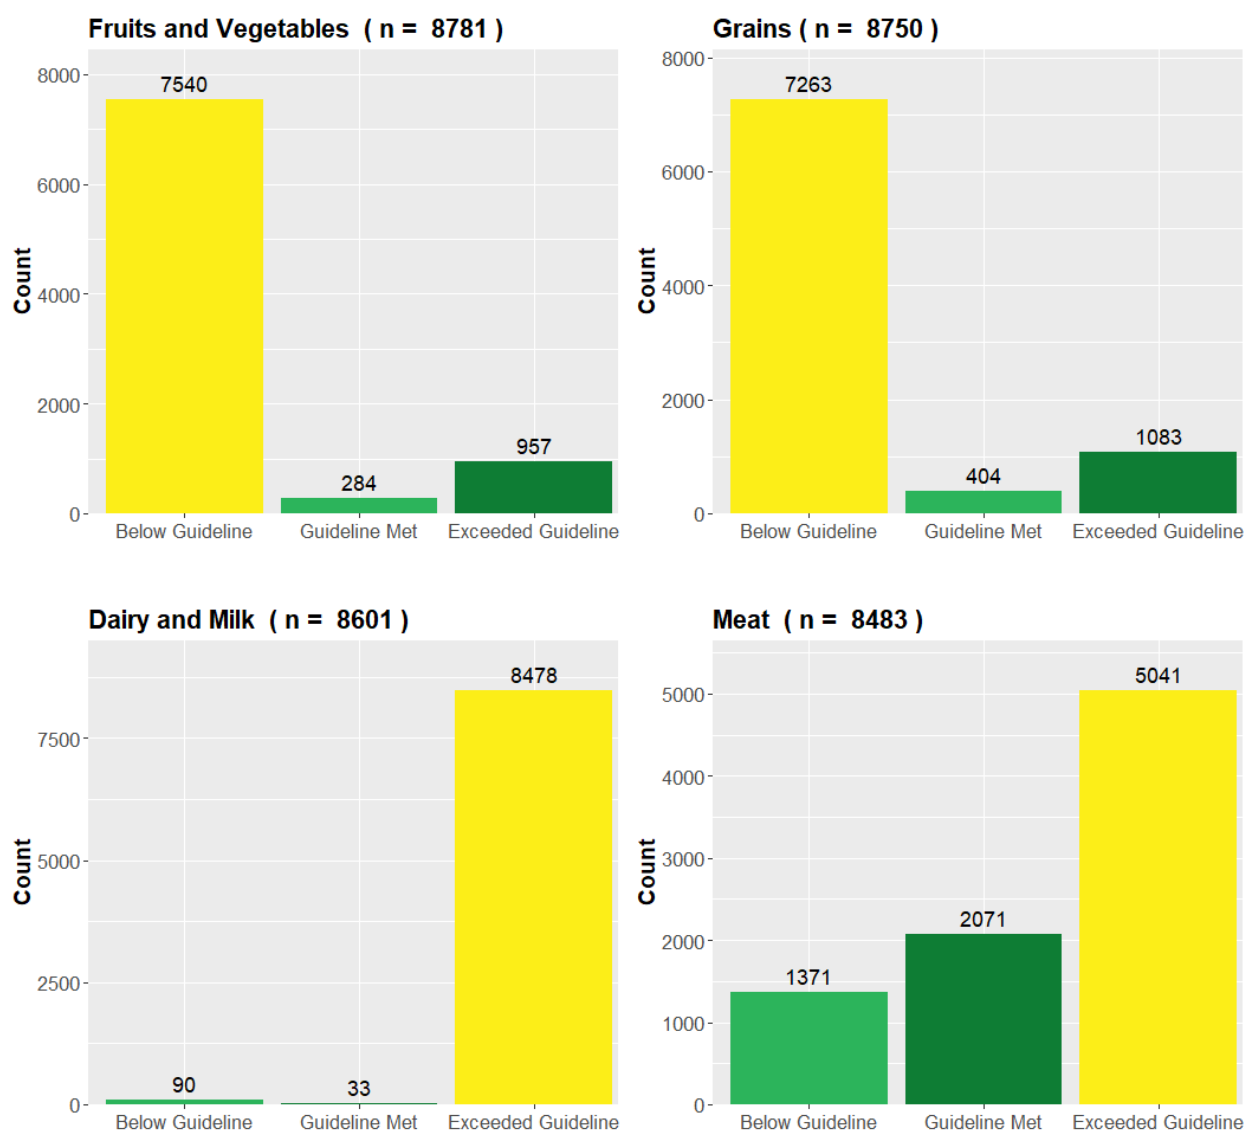 Fruits and Vegetables  ( n =  8781 )
Count
8000
6000
4000
2000
0
7540
284
957
Below Guideline
Guideline Met
Exceeded Guideline
Grains ( n =  8750 )
Count
8000
6000
4000
2000
0
7263
404
1083
Below Guideline
Guideline Met
Exceeded Guideline
Dairy and Milk  ( n =  8601 )
Count
7500
5000
2500
0
90
33
8478
Below Guideline
Guideline Met
Exceeded Guideline
Meat  ( n =  8483 )
Count
5000
4000
3000
2000
1000
0
1371
2071
5041
Below Guideline
Guideline Met
Exceeded Guideline